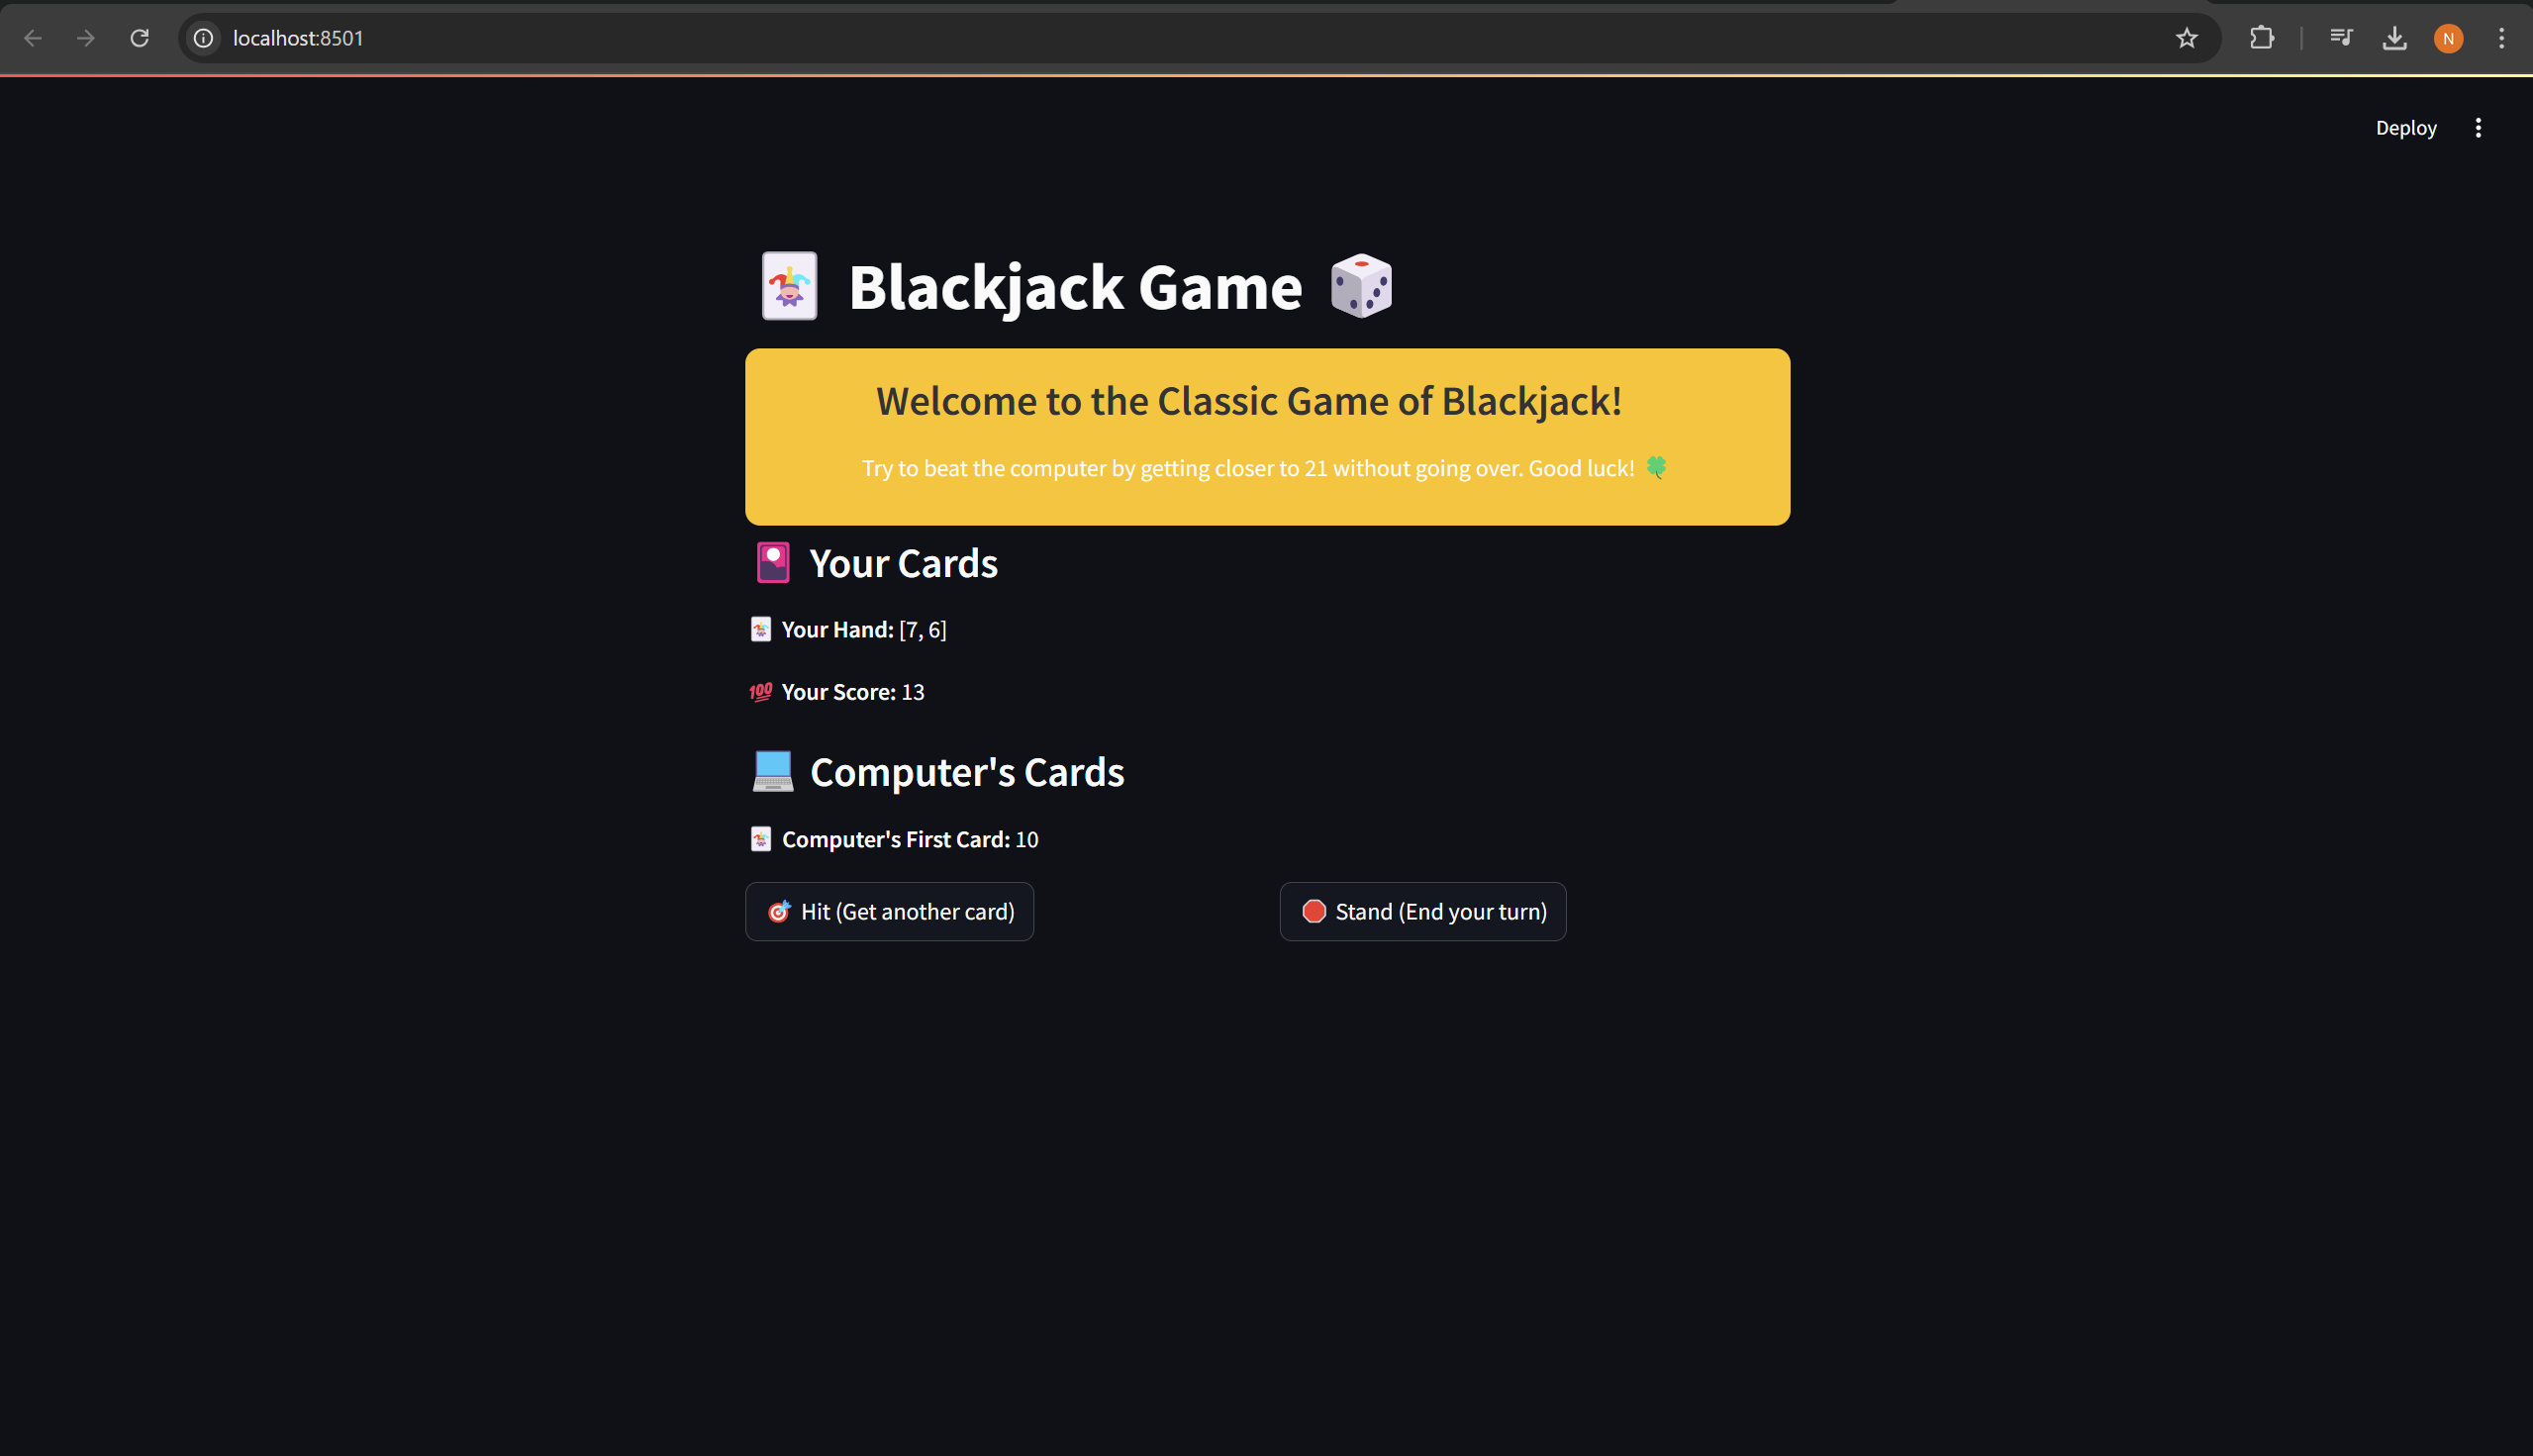 localhost:8501
N
Deploy
🃏 Blackjack Game 🎲
Welcome to the Classic Game of Blackjack!
Try to beat the computer by getting closer to 21 without going over. Good luck! 🍀
🎴 Your Cards
🃏 Your Hand: [7, 6]
💯 Your Score: 13
💻 Computer's Cards
🃏 Computer's First Card: 10
🎯 Hit (Get another card)
🛑 Stand (End your turn)